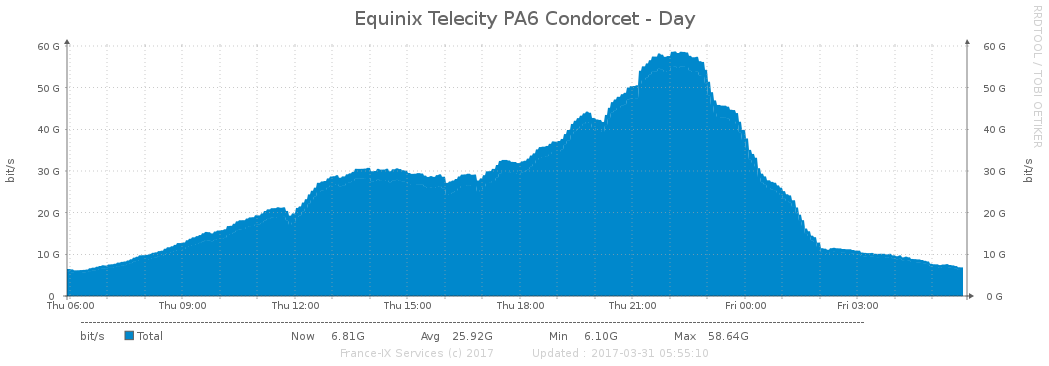 Equinix Telecity PA6 Condorcet - Day
RRDTOOL / TOBI OETIKER
60 G 60 G
50 G 50 G
40 G 40 G
30 G 30 G
20 G 20 G
10 G 10 G
0 0 G
bit/s
bit/s
Thu 06:00 Thu 09:00 Thu 12:00 Thu 15:00 Thu 18:00 Thu 21:00 Fri 00:00 Fri 03:00
bit/s Total Now 6.81G Avg 25.92G Min 6.10G Max 58.64G
France-IX Services (c) 2017 Updated : 2017-03-31 05:55:10